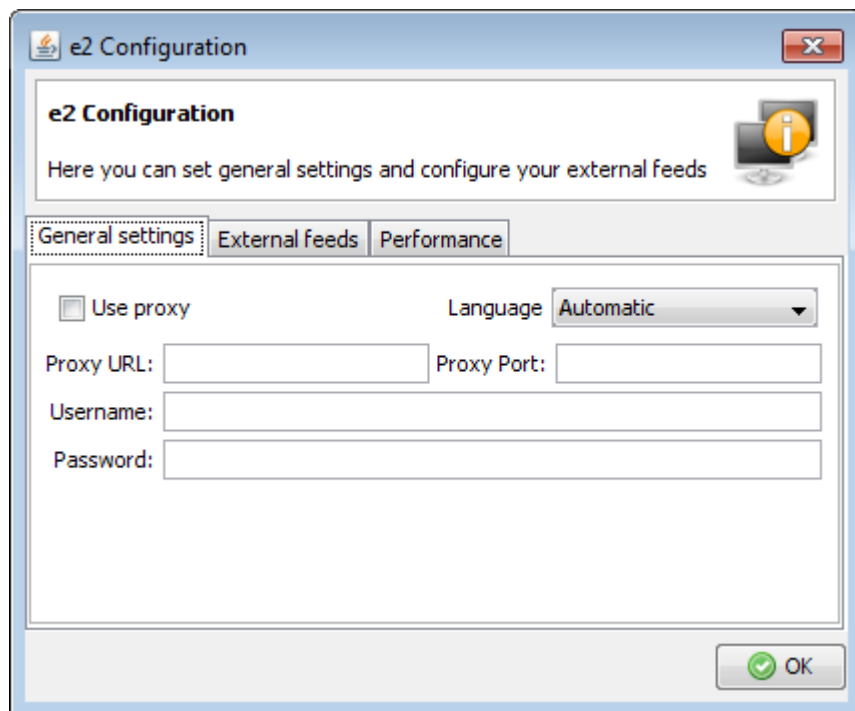 e2 Configuration
e2 Configuration
Here you can set general settings and configure your external feeds
General settings External feeds Performance
Use proxy Language Automatic
Proxy URL: Proxy Port:
Username:
Password:
OK